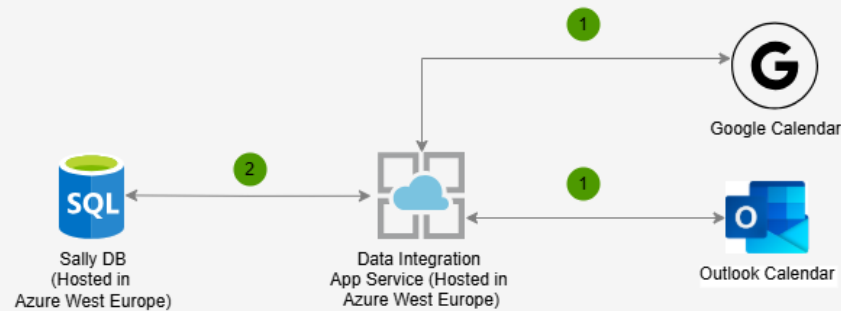 1
G
Google Calendar
2
1
SQL
O
Sally DB
(Hosted in
Azure West Europe)
Data Integration
App Service (Hosted in
Azure West Europe)
Outlook Calendar